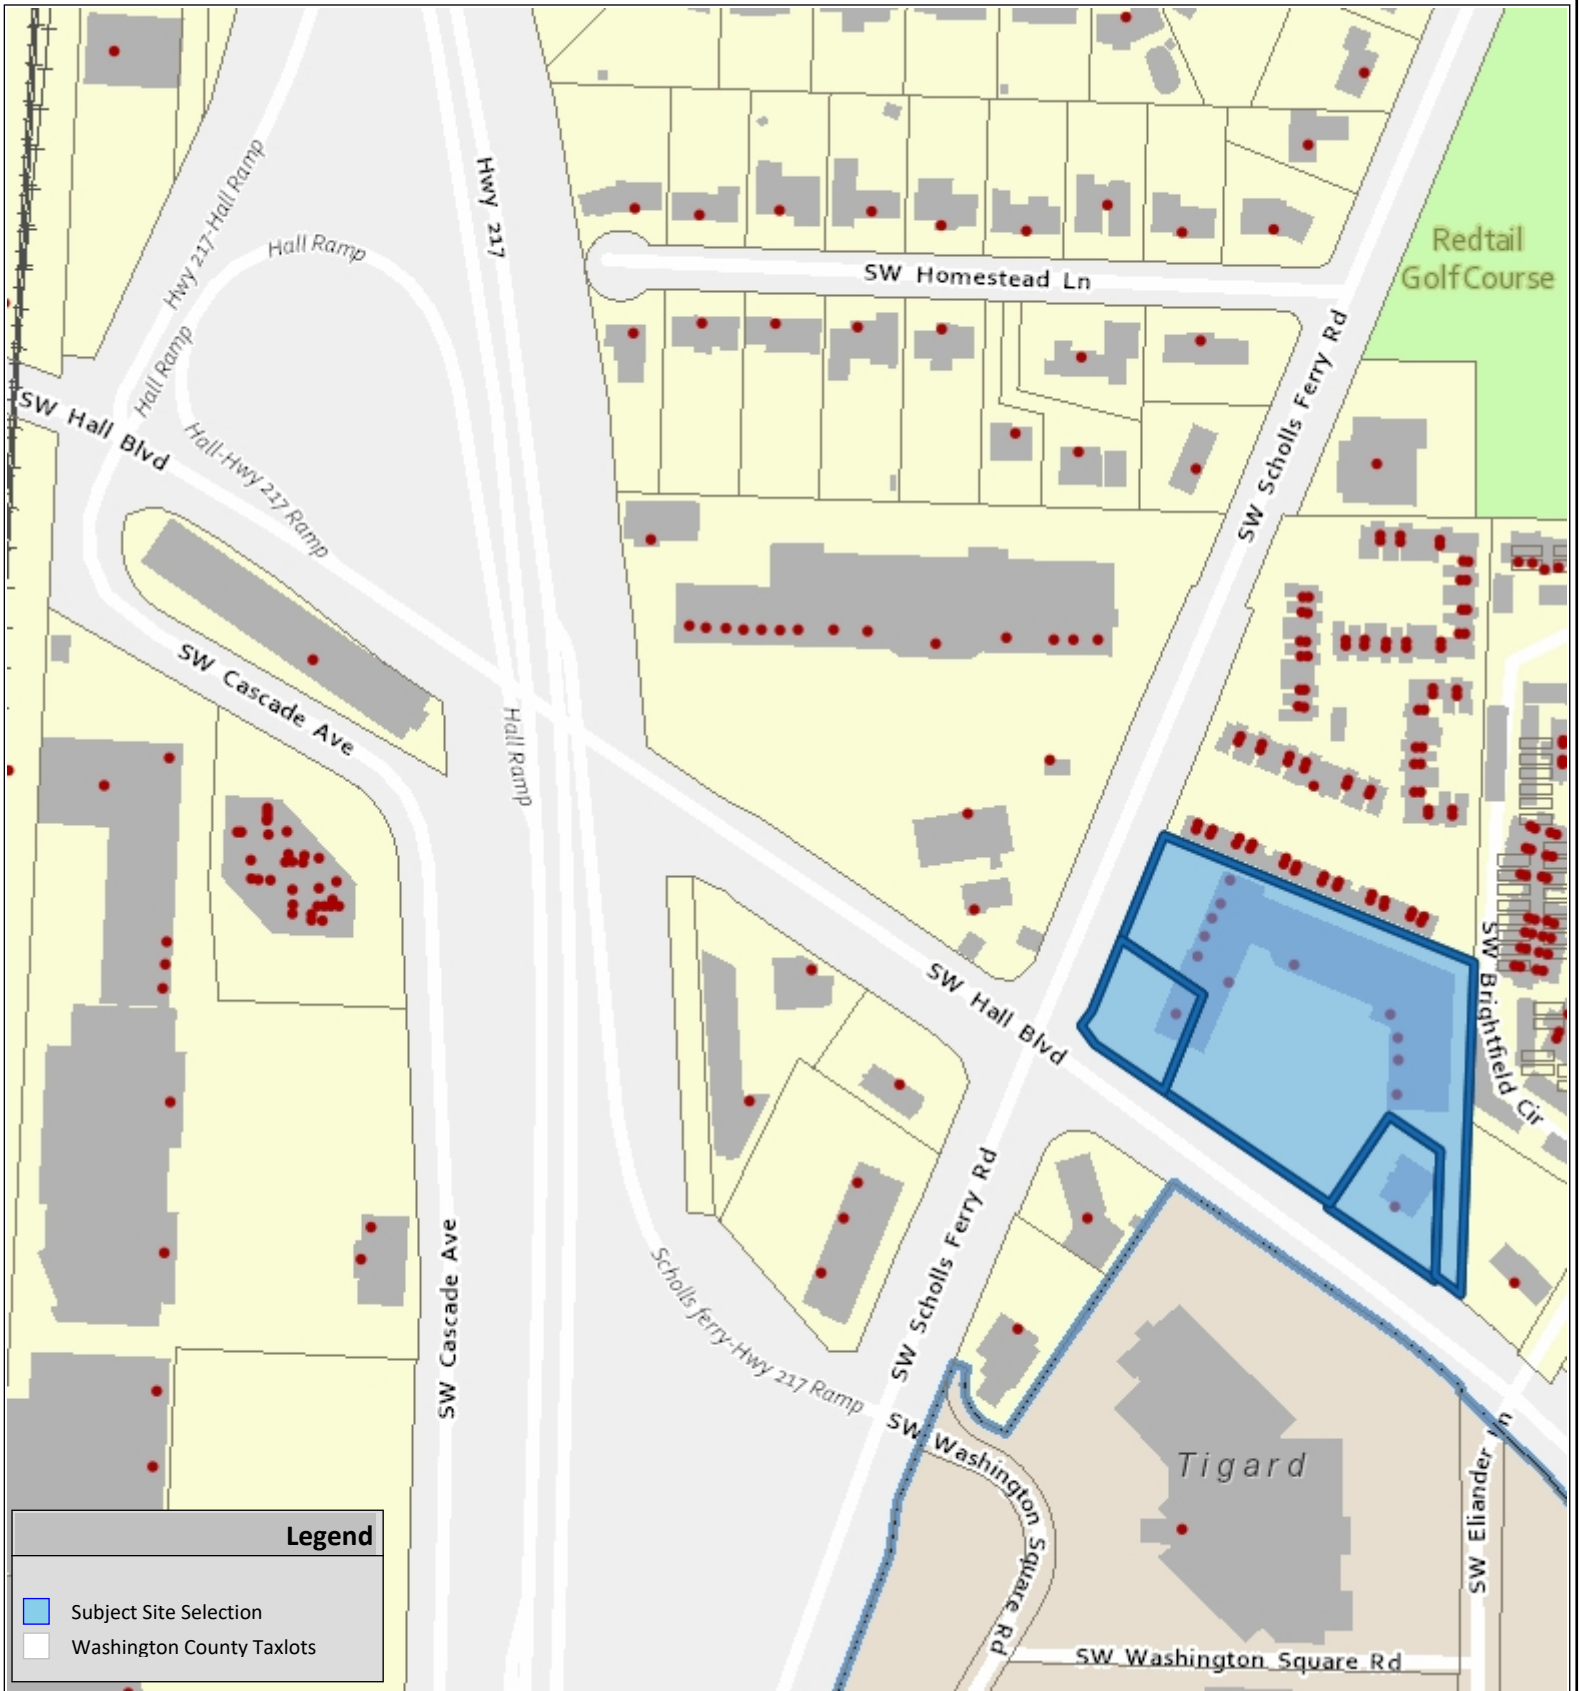 Hwy 217-Hall Ramp
Hall Ramp
Hwy 217
Redtail
Golf Course
SW Homestead Ln
SW Scholls Ferry Rd
Hall Ramp
SW Hall Blvd
Hall-Hwy 217 Ramp
SW Cascade Ave
Hall Ramp
SW Hall Blvd
SW Brightfield Cir
SW Scholls Ferry Rd
SW Cascade Ave
Scholls ferry-Hwy 217 Ramp
SW Washington Square Rd
Tigard
SW Eliander Ln
SW Washington Square Rd
Legend
Subject Site Selection
Washington County Taxlots